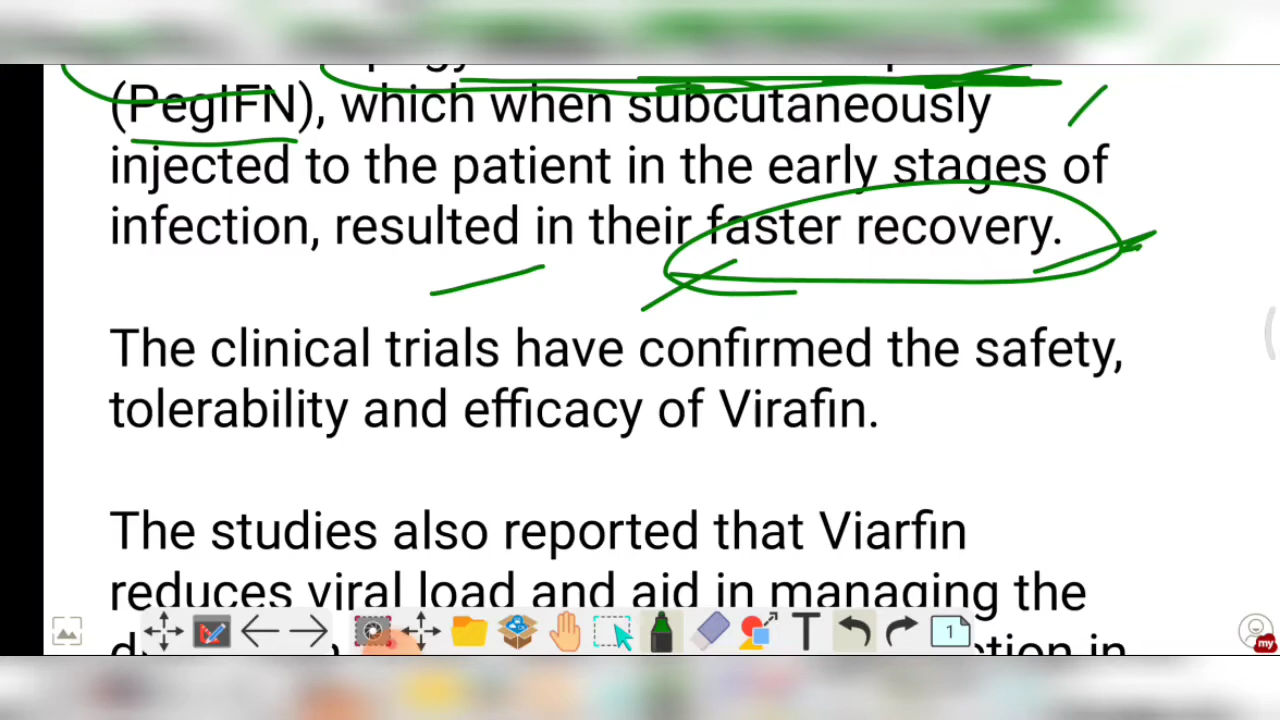 (PegIFN), which when subcutaneously
injected to the patient in the early stages of
infection, resulted in their faster recovery.
The clinical trials have confirmed the safety,
tolerability and efficacy of Virafin.
The studies also reported that Viarfin
reduces viral load and aid in managing the
T
1
my